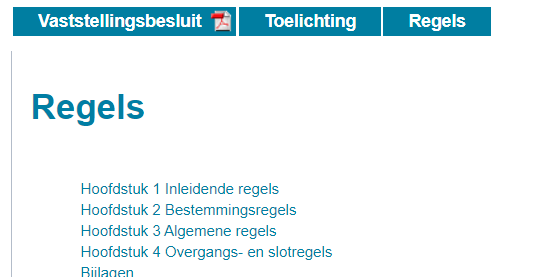 Vaststellingsbesluit Toelichting Regels
Regels
Hoofdstuk 1 Inleidende regels
Hoofdstuk 2 Bestemmingsregels
Hoofdstuk 3 Algemene regels
Hoofdstuk 4 Overgangs- en slotregels
Bijlagen